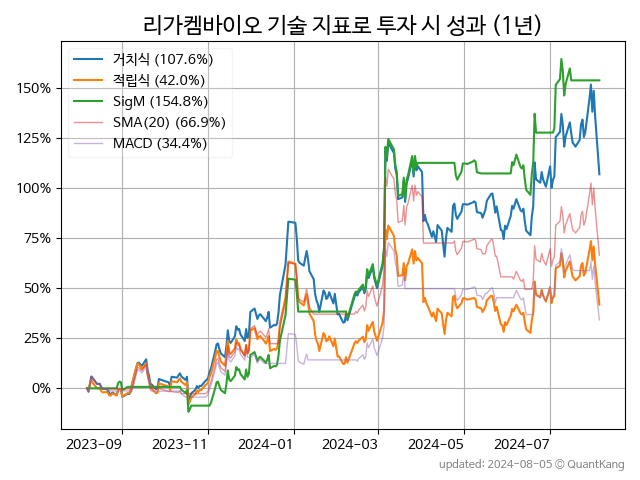 리가켐바이오 기술 지표로 투자 시 성과 (1년)
거치식 (107.6%)
적립식 (42.0%)
SigM (154.8%)
SMA(20) (66.9%)
MACD (34.4%)
150%
125%
100%
75%
50%
25%
0%
2023-09 2023-11 2024-01 2024-03 2024-05 2024-07
updated: 2024-08-05 © QuantKang